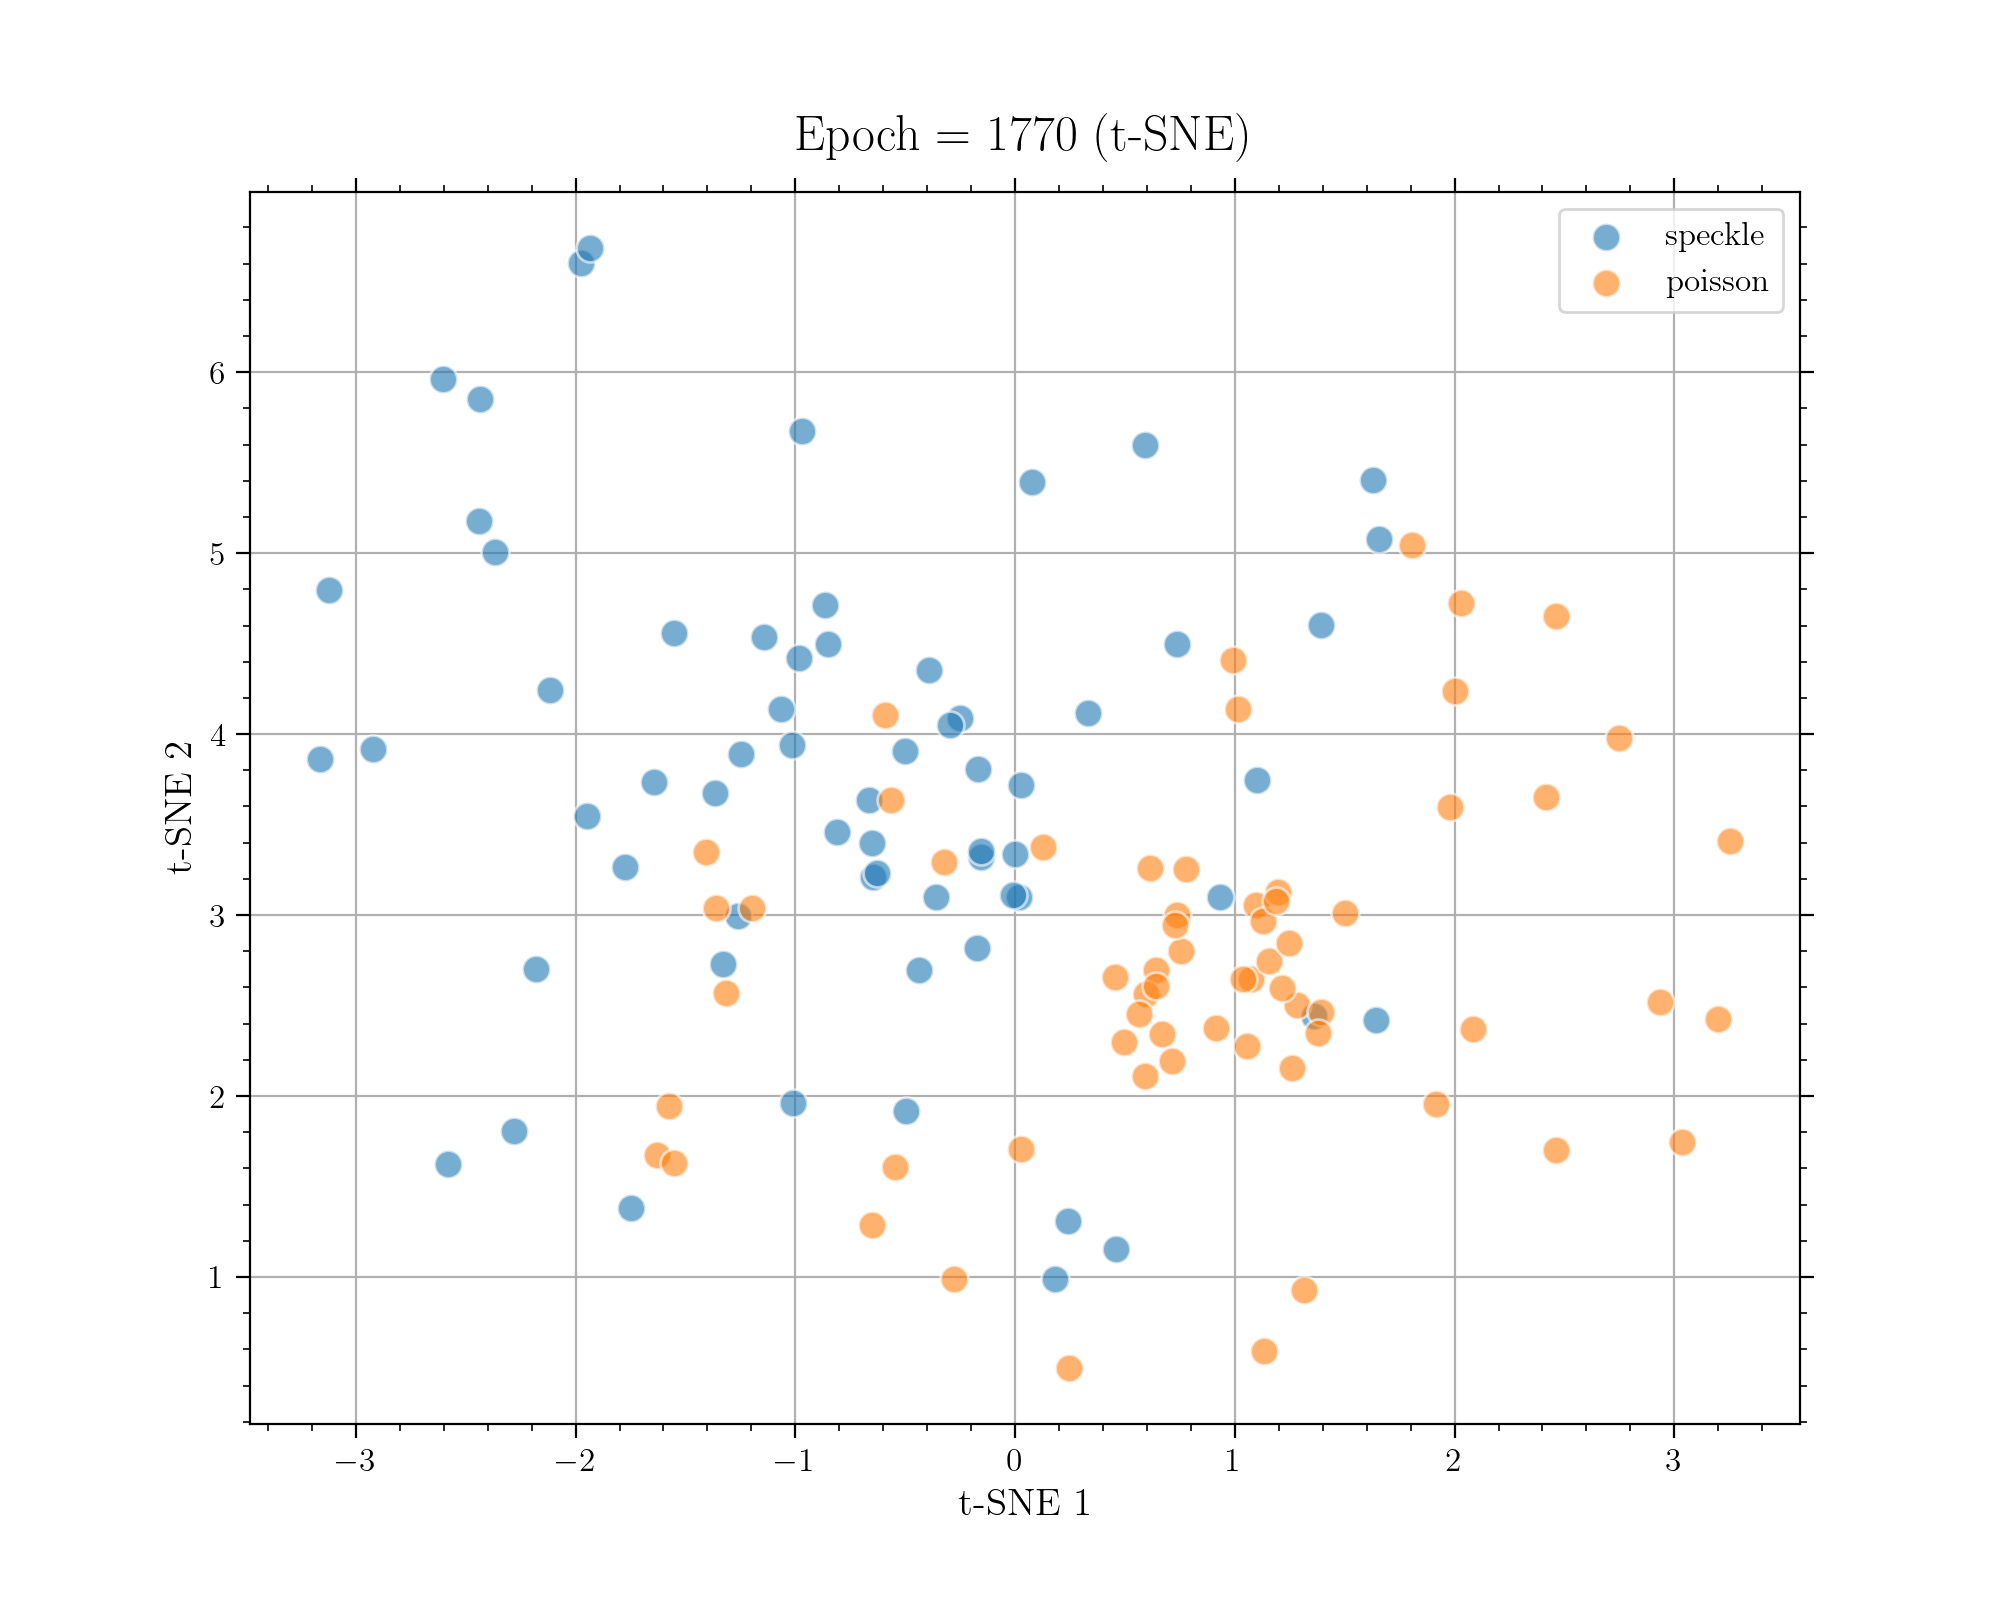 Epoch = 1770 (t-SNE)
speckle
poisson
6
5
4
3
2
1
t-SNE 2
−3
−2
−1
0
1
2
3
t-SNE 1